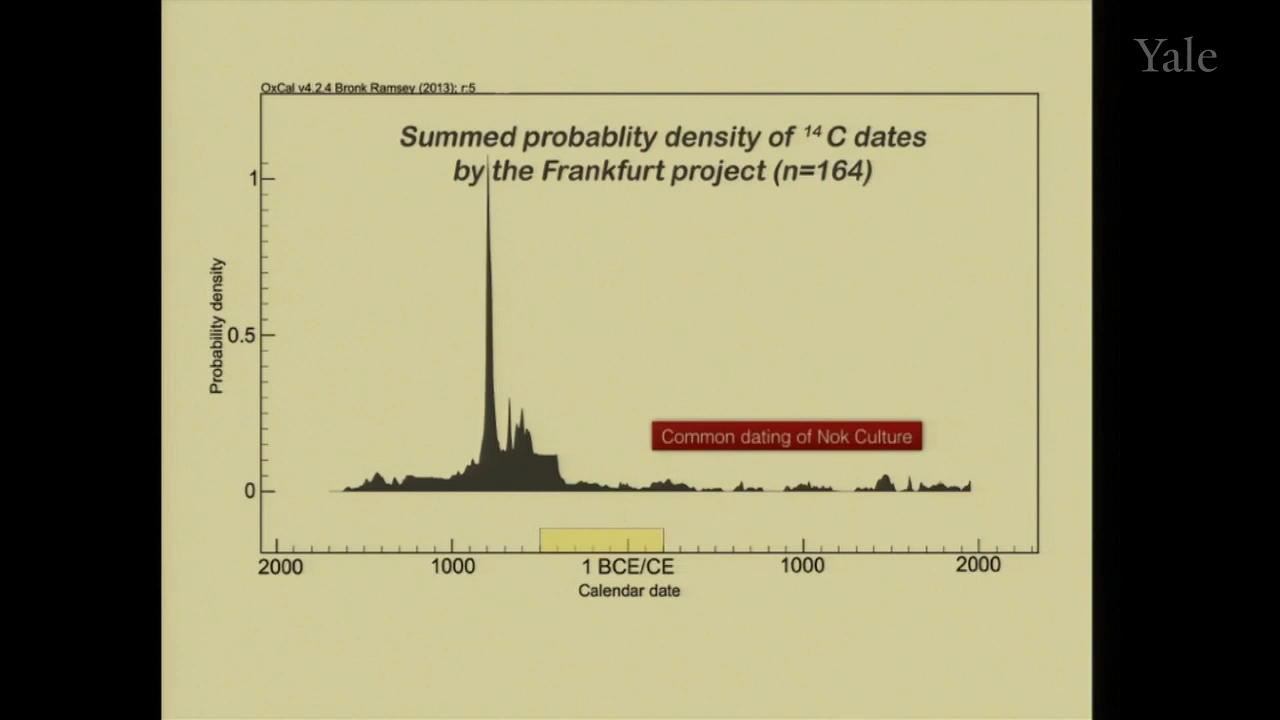 Yale
OxCal v4.2.4 Bronk Ramsey (2013); r:5
Summed probablity density of ¹⁴C dates
by the Frankfurt project (n=164)
1
Probability density
0.5
Common dating of Nok Culture
0
2000 1000 1 BCE/CE 1000 2000
Calendar date